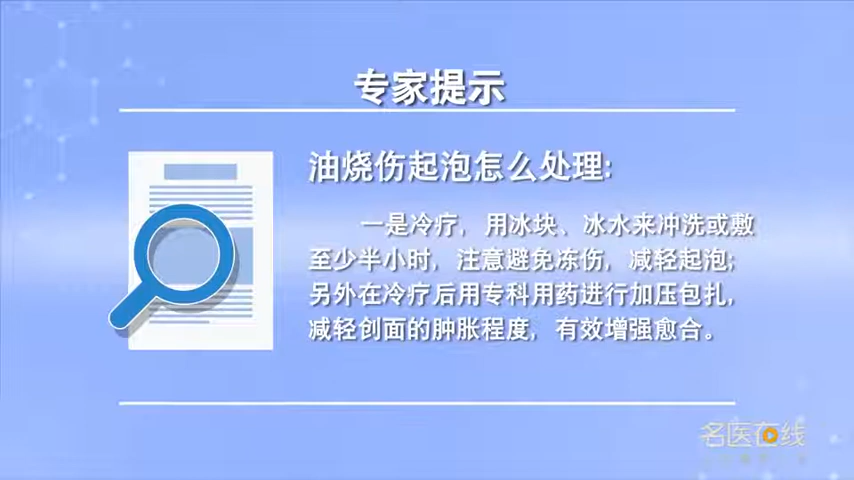 专家提示
油烧伤起泡怎么处理:
一是冷疗，用冰块、冰水来冲洗或敷
至少半小时，注意避免冻伤，减轻起泡;
另外在冷疗后用专科用药进行加压包扎，
减轻创面的肿胀程度，有效增强愈合。
名医在线